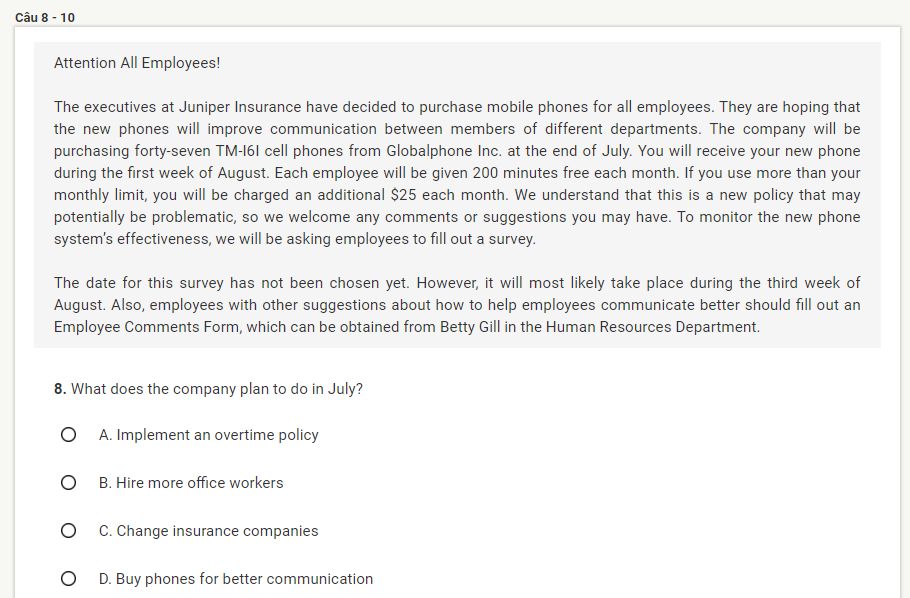 Câu 8 - 10
Attention All Employees!
The executives at Juniper Insurance have decided to purchase mobile phones for all employees. They are hoping that
the new phones will improve communication between members of different departments. The company will be
purchasing forty-seven TM-I6I cell phones from Globalphone Inc. at the end of July. You will receive your new phone
during the first week of August. Each employee will be given 200 minutes free each month. If you use more than your
monthly limit, you will be charged an additional $25 each month. We understand that this is a new policy that may
potentially be problematic, so we welcome any comments or suggestions you may have. To monitor the new phone
system's effectiveness, we will be asking employees to fill out a survey.
The date for this survey has not been chosen yet. However, it will most likely take place during the third week of
August. Also, employees with other suggestions about how to help employees communicate better should fill out an
Employee Comments Form, which can be obtained from Betty Gill in the Human Resources Department.
8. What does the company plan to do in July?
A. Implement an overtime policy
B. Hire more office workers
C. Change insurance companies
D. Buy phones for better communication